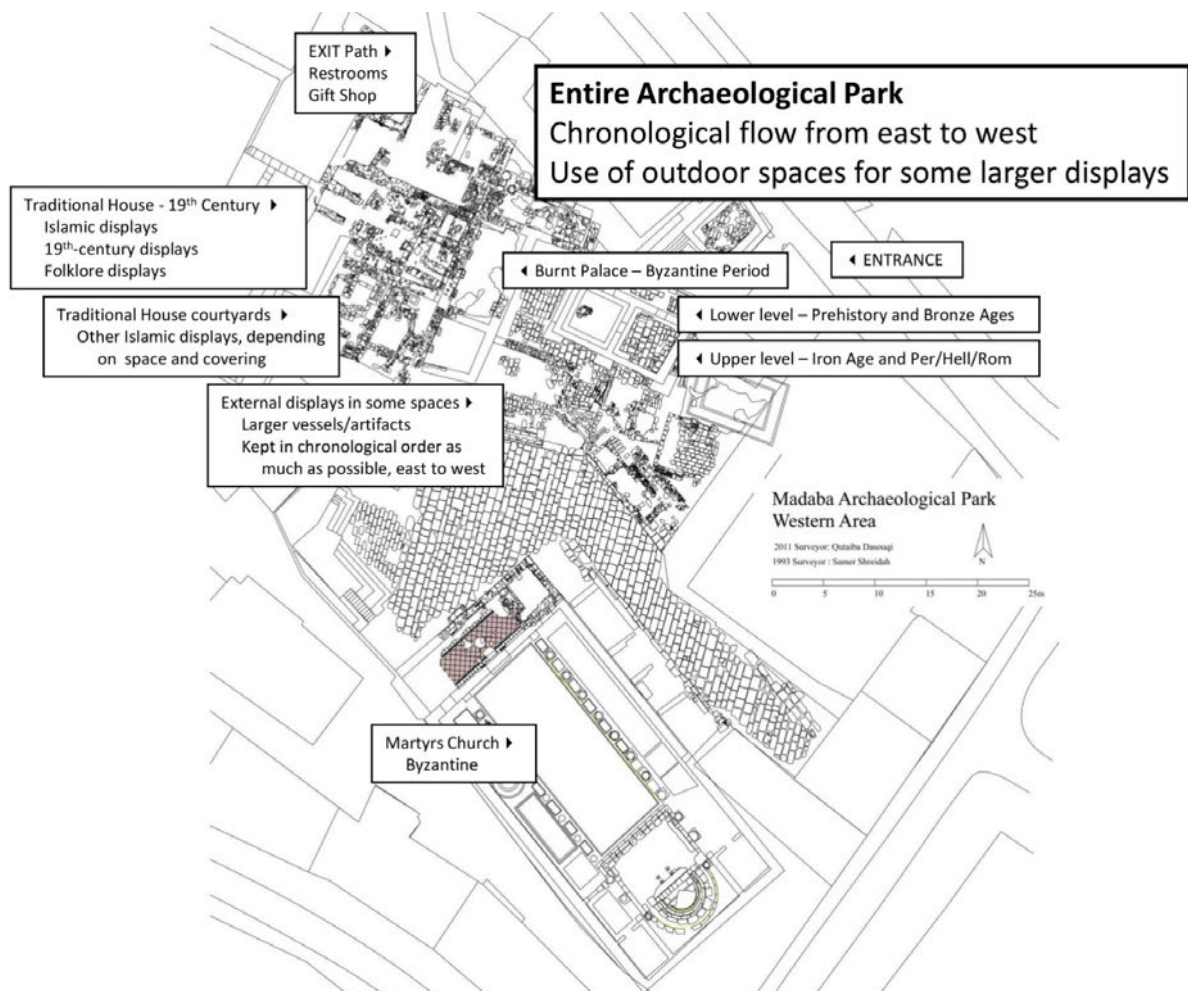 EXIT Path ▶
Restrooms
Gift Shop
Entire Archaeological Park
Chronological flow from east to west
Use of outdoor spaces for some larger displays
Traditional House - 19th Century ▶
Islamic displays
19th-century displays
Folklore displays
◀ Burnt Palace – Byzantine Period
◀ ENTRANCE
Traditional House courtyards ▶
Other Islamic displays, depending
on space and covering
◀ Lower level – Prehistory and Bronze Ages
◀ Upper level – Iron Age and Per/Hell/Rom
External displays in some spaces ▶
Larger vessels/artifacts
Kept in chronological order as
much as possible, east to west
Madaba Archaeological Park
Western Area
2011 Surveyor: Qutaiba Dasouqi
1993 Surveyor : Samer Shreidah
N
0 5 10 15 20 25m
Martyrs Church ▶
Byzantine